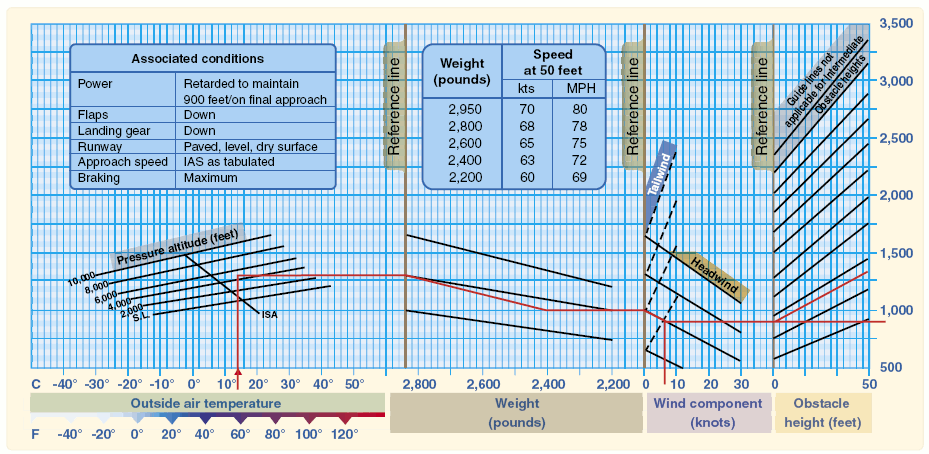 3,500
3,000
2,500
2,000
1,500
1,000
500
Associated conditions
Power Retarded to maintain
900 feet/on final approach
Flaps Down
Landing gear Down
Runway Paved, level, dry surface
Approach speed IAS as tabulated
Braking Maximum
Reference line
Weight
(pounds)
Speed
at 50 feet
kts MPH
2,950 70 80
2,800 68 78
2,600 65 75
2,400 63 72
2,200 60 69
Reference line
Tailwind
Headwind
Reference line
Guide lines not
applicable for intermediate
Obstacle heights
Pressure altitude (feet)
10,000
8,000
6,000
4,000
2,000
S.L.
ISA
C -40° -30° -20° -10° 0° 10° 20° 30° 40° 50°
2,800 2,600 2,400 2,200
0 10 20 30
0 50
Outside air temperature
F -40° -20° 0° 20° 40° 60° 80° 100° 120°
Weight
(pounds)
Wind component
(knots)
Obstacle
height (feet)